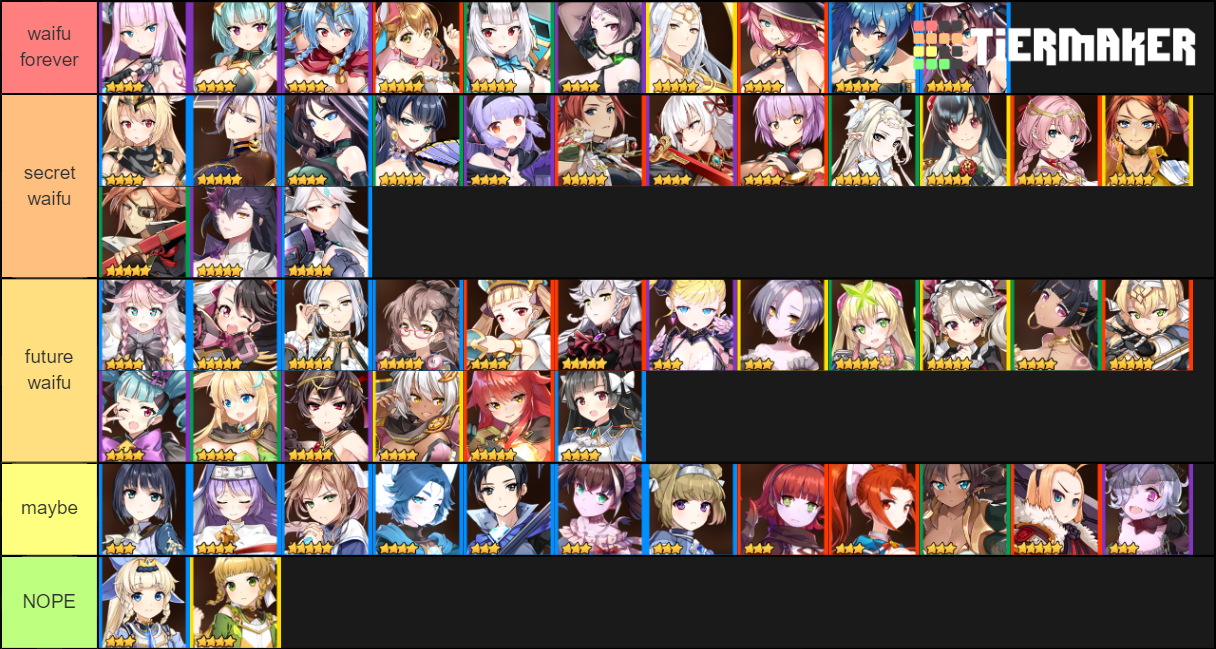 waifu
forever
TiERMAKER
secret
waifu
future
waifu
maybe
NOPE